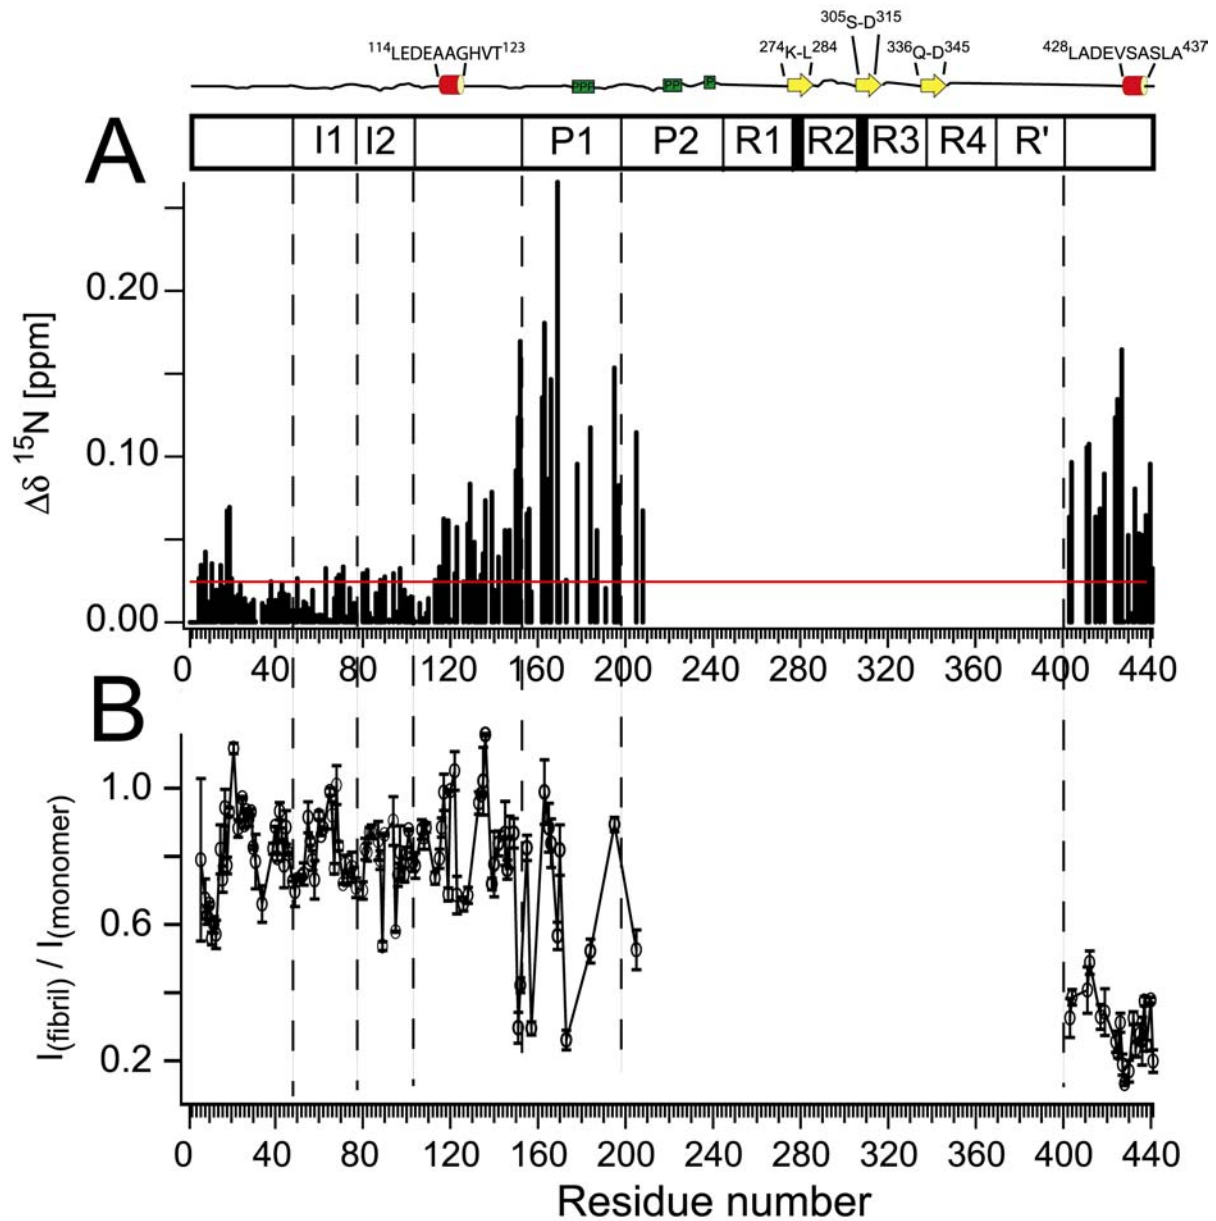 305S-D315
114LEDEAAGHVT123 274K-L284 336Q-D345 428LADEVSASLA437
PPP PP P
A I1 I2 P1 P2 R1 R2 R3 R4 R'
0.20
0.10
0.00
Δδ 15N [ppm]
0 40 80 120 160 200 240 280 320 360 400 440
B
1.0
0.6
0.2
I(fibril) / I(monomer)
0 40 80 120 160 200 240 280 320 360 400 440
Residue number